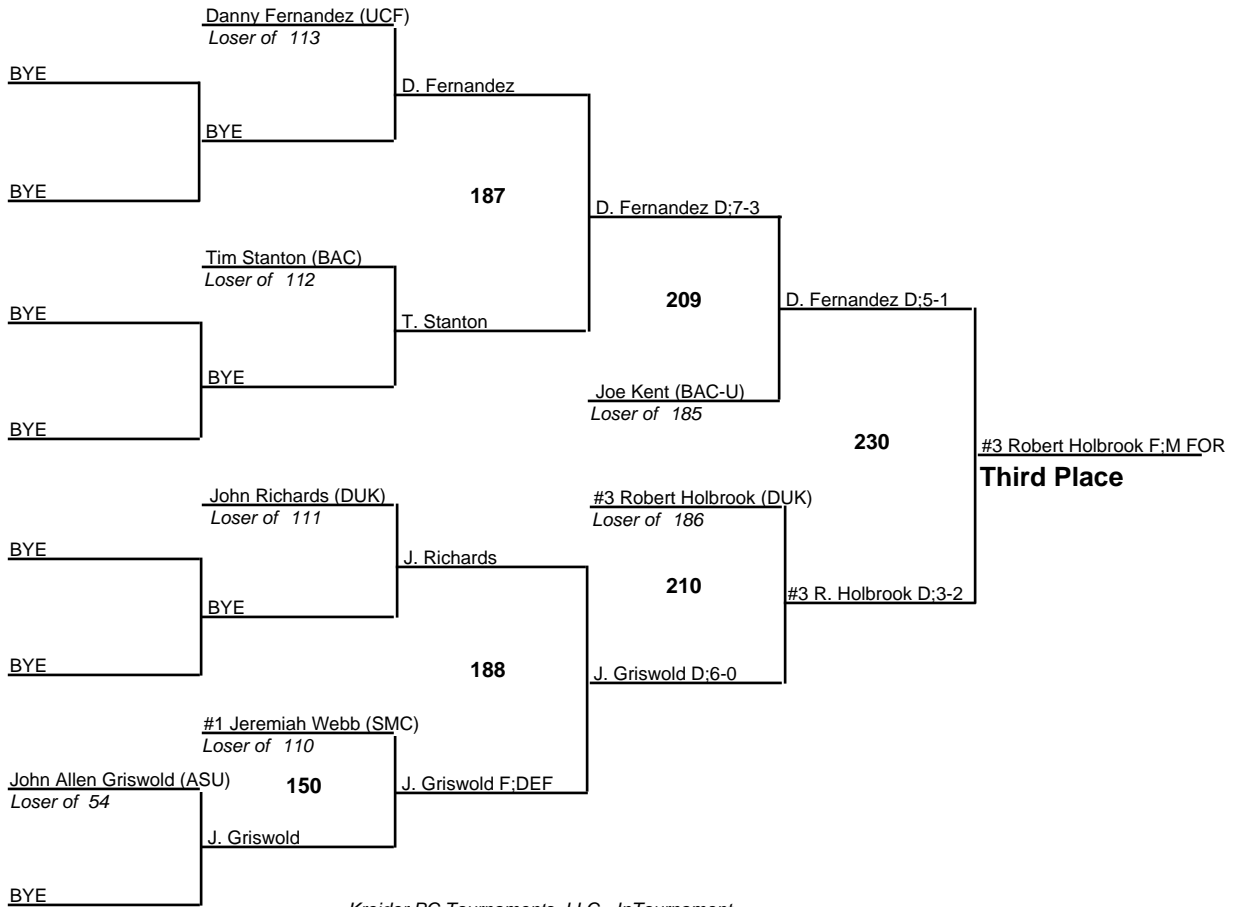 Danny Fernandez (UCF)
Loser of 113
BYE
D. Fernandez
BYE
BYE
187
D. Fernandez D;7-3
Tim Stanton (BAC)
Loser of 112
BYE
T. Stanton
209
D. Fernandez D;5-1
BYE
Joe Kent (BAC-U)
Loser of 185
BYE
230
#3 Robert Holbrook F;M FOR
Third Place
John Richards (DUK)
Loser of 111
#3 Robert Holbrook (DUK)
Loser of 186
BYE
J. Richards
210
#3 R. Holbrook D;3-2
BYE
BYE
188
J. Griswold D;6-0
#1 Jeremiah Webb (SMC)
Loser of 110
John Allen Griswold (ASU)
Loser of 54
150
J. Griswold F;DEF
J. Griswold
BYE